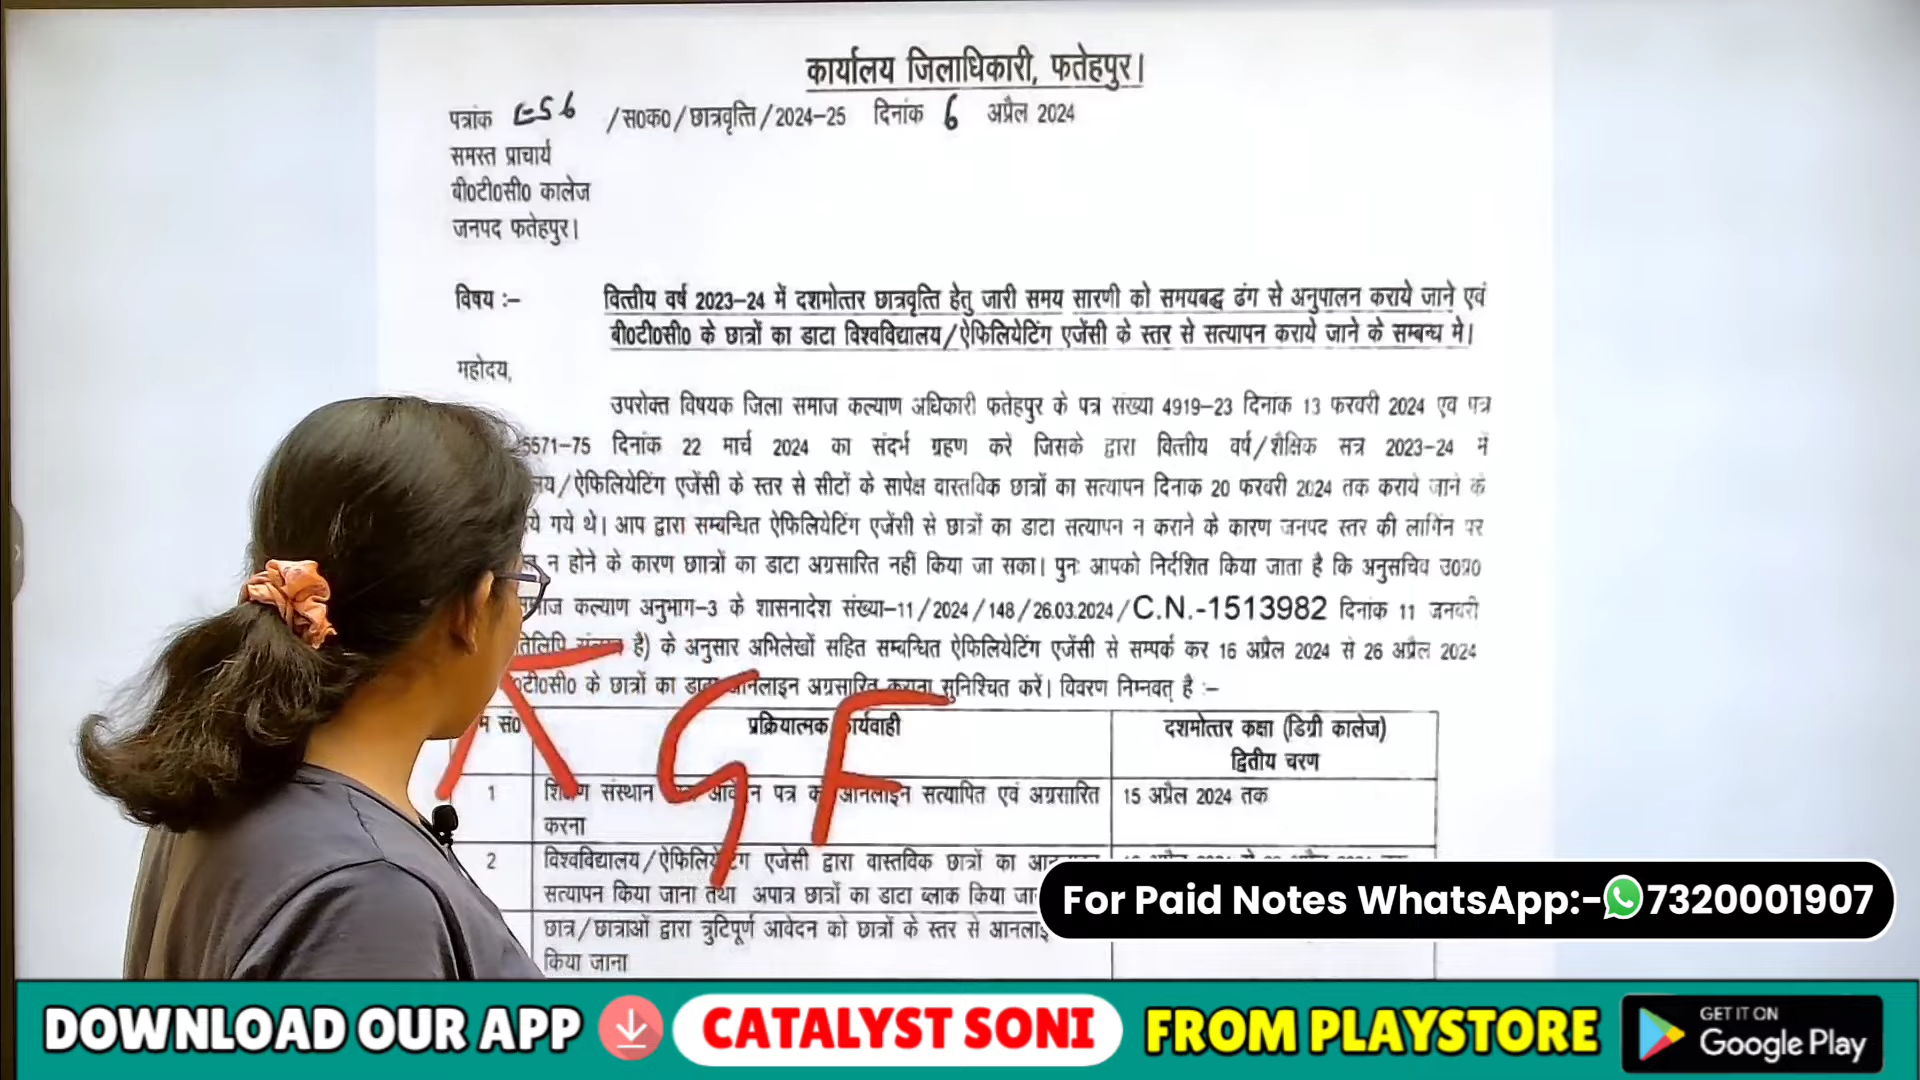 कार्यालय जिलाधिकारी, फतेहपुर।
पत्रांक /स0क0/छात्रवृत्ति/2024-25 दिनांक 6 अप्रैल 2024
समस्त प्राचार्य
बी0टी0सी0 कालेज
जनपद फतेहपुर।
विषय :- वित्तीय वर्ष 2023-24 में दशमोत्तर छात्रवृत्ति हेतु जारी समय सारणी को समयबद्ध ढंग से अनुपालन कराये जाने एवं
बी0टी0सी0 के छात्रों का डाटा विश्वविद्यालय/ऐफिलियेटिंग एजेंसी के स्तर से सत्यापन कराये जाने के सम्बन्ध मे।
महोदय,
उपरोक्त विषयक जिला समाज कल्याण अधिकारी फतेहपुर के पत्र संख्या 4919-23 दिनांक 13 फरवरी 2024 एव पत्र
5571-75 दिनांक 22 मार्च 2024 का संदर्भ ग्रहण करे जिसके द्वारा वित्तीय वर्ष/शैक्षिक सत्र 2023-24 में
/ऐफिलियेटिंग एजेंसी के स्तर से सीटों के सापेक्ष वास्तविक छात्रों का सत्यापन दिनाक 20 फरवरी 2024 तक कराये जाने के
गये थे। आप द्वारा सम्बन्धित ऐफिलियेटिंग एजेंसी से छात्रों का डाटा सत्यापन न कराने के कारण जनपद स्तर की लागिन पर
न होने के कारण छाात्रों का डाटा अग्रसारित नहीं किया जा सका। पुनः आपको निर्दशित किया जाता है कि अनुसचिव उ0प्र0
समाज कल्याण अनुभाग-3 के शासनादेश संख्या-11/2024/148/26.03.2024/C.N.-1513982 दिनांक 11 जनवरी
है) के अनुसार अभिलेखों सहित सम्बन्धित ऐफिलियेटिंग एजेंसी से सम्पर्क कर 16 अप्रैल 2024 से 26 अप्रैल 2024
के छात्रों का डाटा ऑनलाइन अग्रसारित कराना सुनिश्चित करें। विवरण निम्नवत् है :-
सं0 प्रक्रियात्मक कार्यवाही दशमोत्तर कक्षा (डिग्री कालेज)
द्वितीय चरण
1 शिक्षण संस्थान आवेदन पत्र को आनलाइन सत्यापित एवं अग्रसारित 15 अप्रैल 2024 तक
करना
2 विश्वविद्यालय/ऐफिलियेटिंग एजेंसी द्वारा वास्तविक छात्रों का
सत्यापन किया जाना तथा अपात्र छात्रों का डाटा ब्लाक किया
छात्र/छात्राओं द्वारा त्रुटिपूर्ण आवेदन को छात्रों के स्तर से
किया जाना
For Paid Notes WhatsApp:- 7320001907
DOWNLOAD OUR APP CATALYST SONI FROM PLAYSTORE
GET IT ON
Google Play